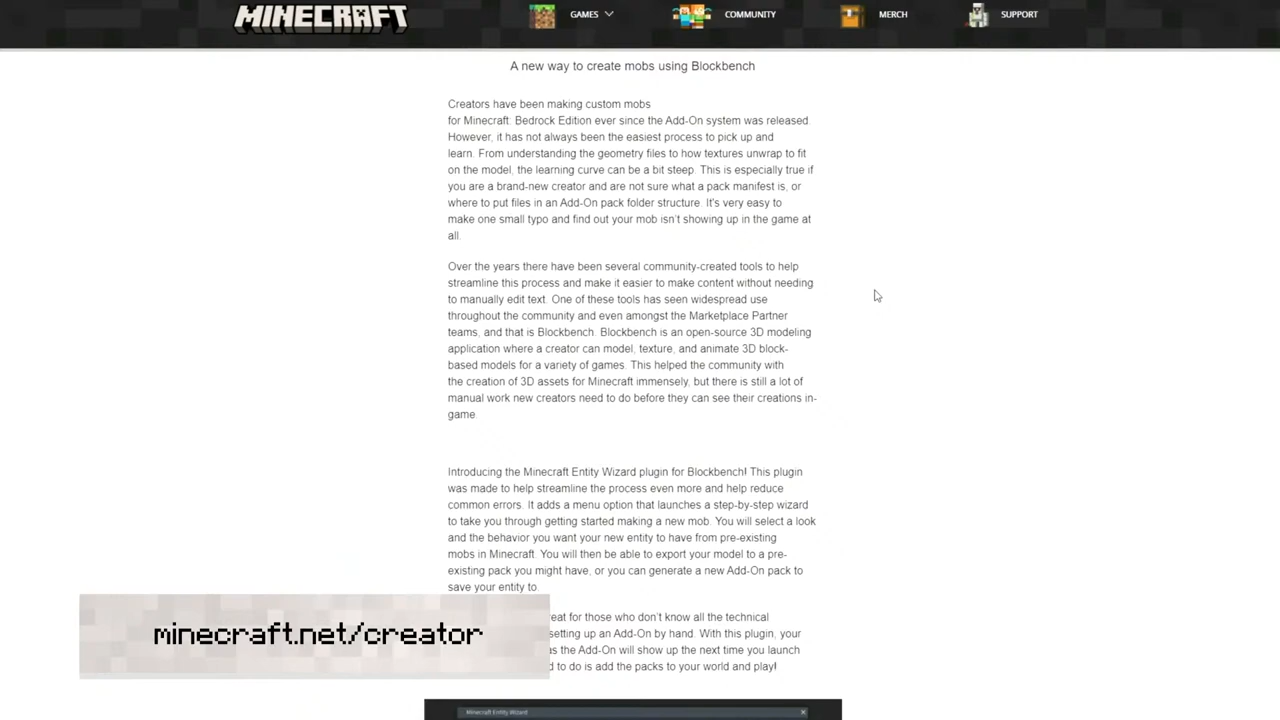 MINECRAFT
GAMES
COMMUNITY
MERCH
SUPPORT
A new way to create mobs using Blockbench
Creators have been making custom mobs
for Minecraft: Bedrock Edition ever since the Add-On system was released.
However, it has not always been the easiest process to pick up and
learn. From understanding the geometry files to how textures unwrap to fit
on the model, the learning curve can be a bit steep. This is especially true if
you are a brand-new creator and are not sure what a pack manifest is, or
where to put files in an Add-On pack folder structure. It's very easy to
make one small typo and find out your mob isn't showing up in the game at
all.
Over the years there have been several community-created tools to help
streamline this process and make it easier to make content without needing
to manually edit text. One of these tools has seen widespread use
throughout the community and even amongst the Marketplace Partner
teams, and that is Blockbench. Blockbench is an open-source 3D modeling
application where a creator can model, texture, and animate 3D block-
based models for a variety of games. This helped the community with
the creation of 3D assets for Minecraft immensely, but there is still a lot of
manual work new creators need to do before they can see their creations in-
game.
Introducing the Minecraft Entity Wizard plugin for Blockbench! This plugin
was made to help streamline the process even more and help reduce
common errors. It adds a menu option that launches a step-by-step wizard
to take you through getting started making a new mob. You will select a look
and the behavior you want your new entity to have from pre-existing
mobs in Minecraft. You will then be able to export your model to a pre-
existing pack you might have, or you can generate a new Add-On pack to
save your entity to.
for those who don't know all the technical
setting up an Add-On by hand. With this plugin, your
the Add-On will show up the next time you launch
to do is add the packs to your world and play!
minecraft.net/creator
Minecraft Entity Wizard